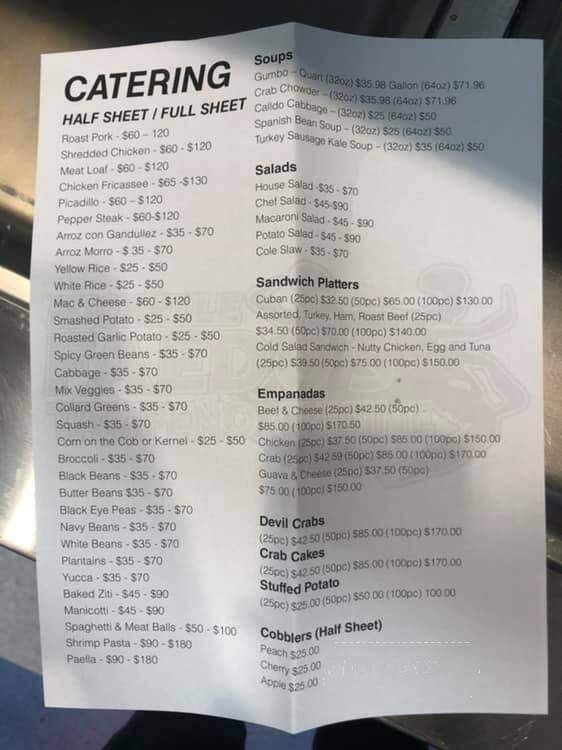 CATERING
HALF SHEET / FULL SHEET
Roast Pork - $60 – 120
Shredded Chicken - $60 - $120
Meat Loaf - $60 - $120
Chicken Fricassee - $65 -$130
Picadillo - $60 – $120
Pepper Steak - $60-$120
Arroz con Gandullez - $35 - $70
Arroz Morro - $ 35 - $70
Yellow Rice - $25 - $50
White Rice - $25 - $50
Mac & Cheese - $60 - $120
Smashed Potato - $25 - $50
Roasted Garlic Potato - $25 - $50
Spicy Green Beans - $35 - $70
Cabbage - $35 - $70
Mix Veggies - $35 - $70
Collard Greens - $35 - $70
Squash - $35 - $70
Corn on the Cob or Kernel - $25 - $50
Broccoli - $35 - $70
Black Beans - $35 - $70
Butter Beans $35 - $70
Black Eye Peas - $35 - $70
Navy Beans - $35 - $70
White Beans - $35 - $70
Plantains - $35 - $70
Yucca - $35 - $70
Baked Ziti - $45 - $90
Manicotti - $45 - $90
Spaghetti & Meat Balls - $50 - $100
Shrimp Pasta - $90 - $180
Paella - $90 - $180
Soups
Gumbo – Quart (32oz) $35.98 Gallon (64oz) $71.96
Crab Chowder – (32oz) $35.98 (64oz) $71.96
Calldo Cabbage – (32oz) $25 (64oz) $50
Spanish Bean Soup – (32oz) $25 (64oz) $50
Turkey Sausage Kale Soup – (32oz) $35 (64oz) $50
Salads
House Salad -$35 - $70
Chef Salad - $45-$90
Macaroni Salad - $45 - $90
Potato Salad - $45 - $90
Cole Slaw - $35 - $70
Sandwich Platters
Cuban (25pc) $32.50 (50pc) $65.00 (100pc) $130.00
Assorted, Turkey, Ham, Roast Beef (25pc)
$34.50 (50pc) $70.00 (100pc) $140.00
Cold Salad Sandwich - Nutty Chicken, Egg and Tuna
(25pc) $39.50 (50pc) $75.00 (100pc) $150.00
Empanadas
Beef & Cheese (25pc) $42.50 (50pc)
$85.00 (100pc) $170.50
Chicken (25pc) $37.50 (50pc) $85.00 (100pc) $150.00
Crab (25pc) $42.59 (50pc) $85.00 (100pc) $170.00
Guava & Cheese (25pc) $37.50 (50pc)
$75.00 (100pc) $150.00
Devil Crabs
(25pc) $42.50 (50pc) $85.00 (100pc) $170.00
Crab Cakes
(25pc) $42.50 (50pc) $85.00 (100pc) $170.00
Stuffed Potato
(25pc) $25.00 (50pc) $50.00 (100pc) 100.00
Cobblers (Half Sheet)
Peach $25.00
Cherry $25.00
Apple $25.00